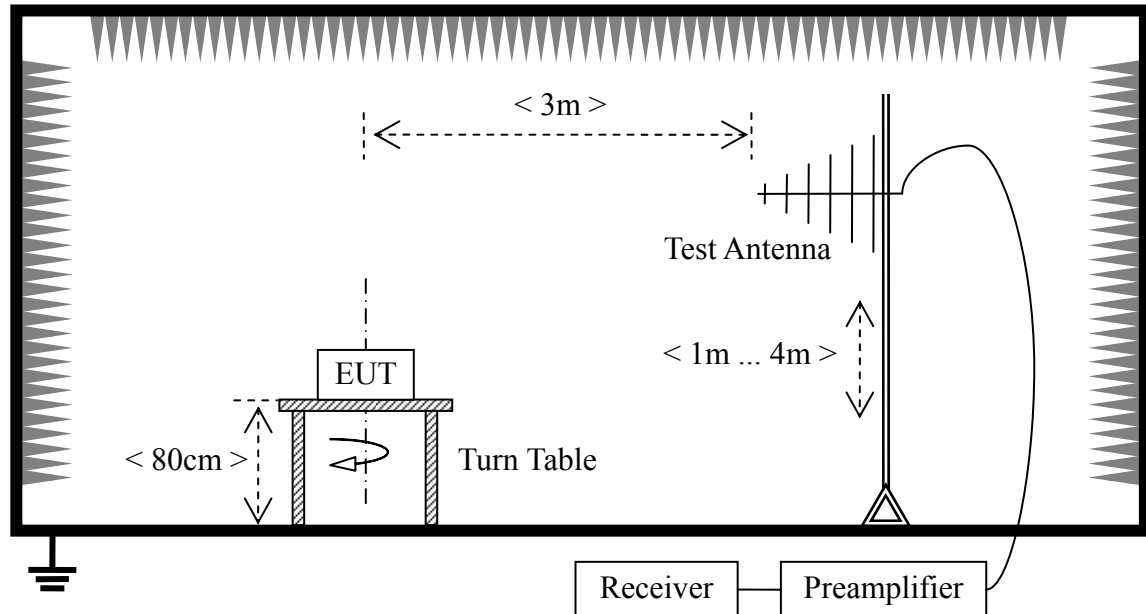 < 3m >
Test Antenna
< 1m ... 4m >
EUT
< 80cm >
Turn Table
Receiver
Preamplifier